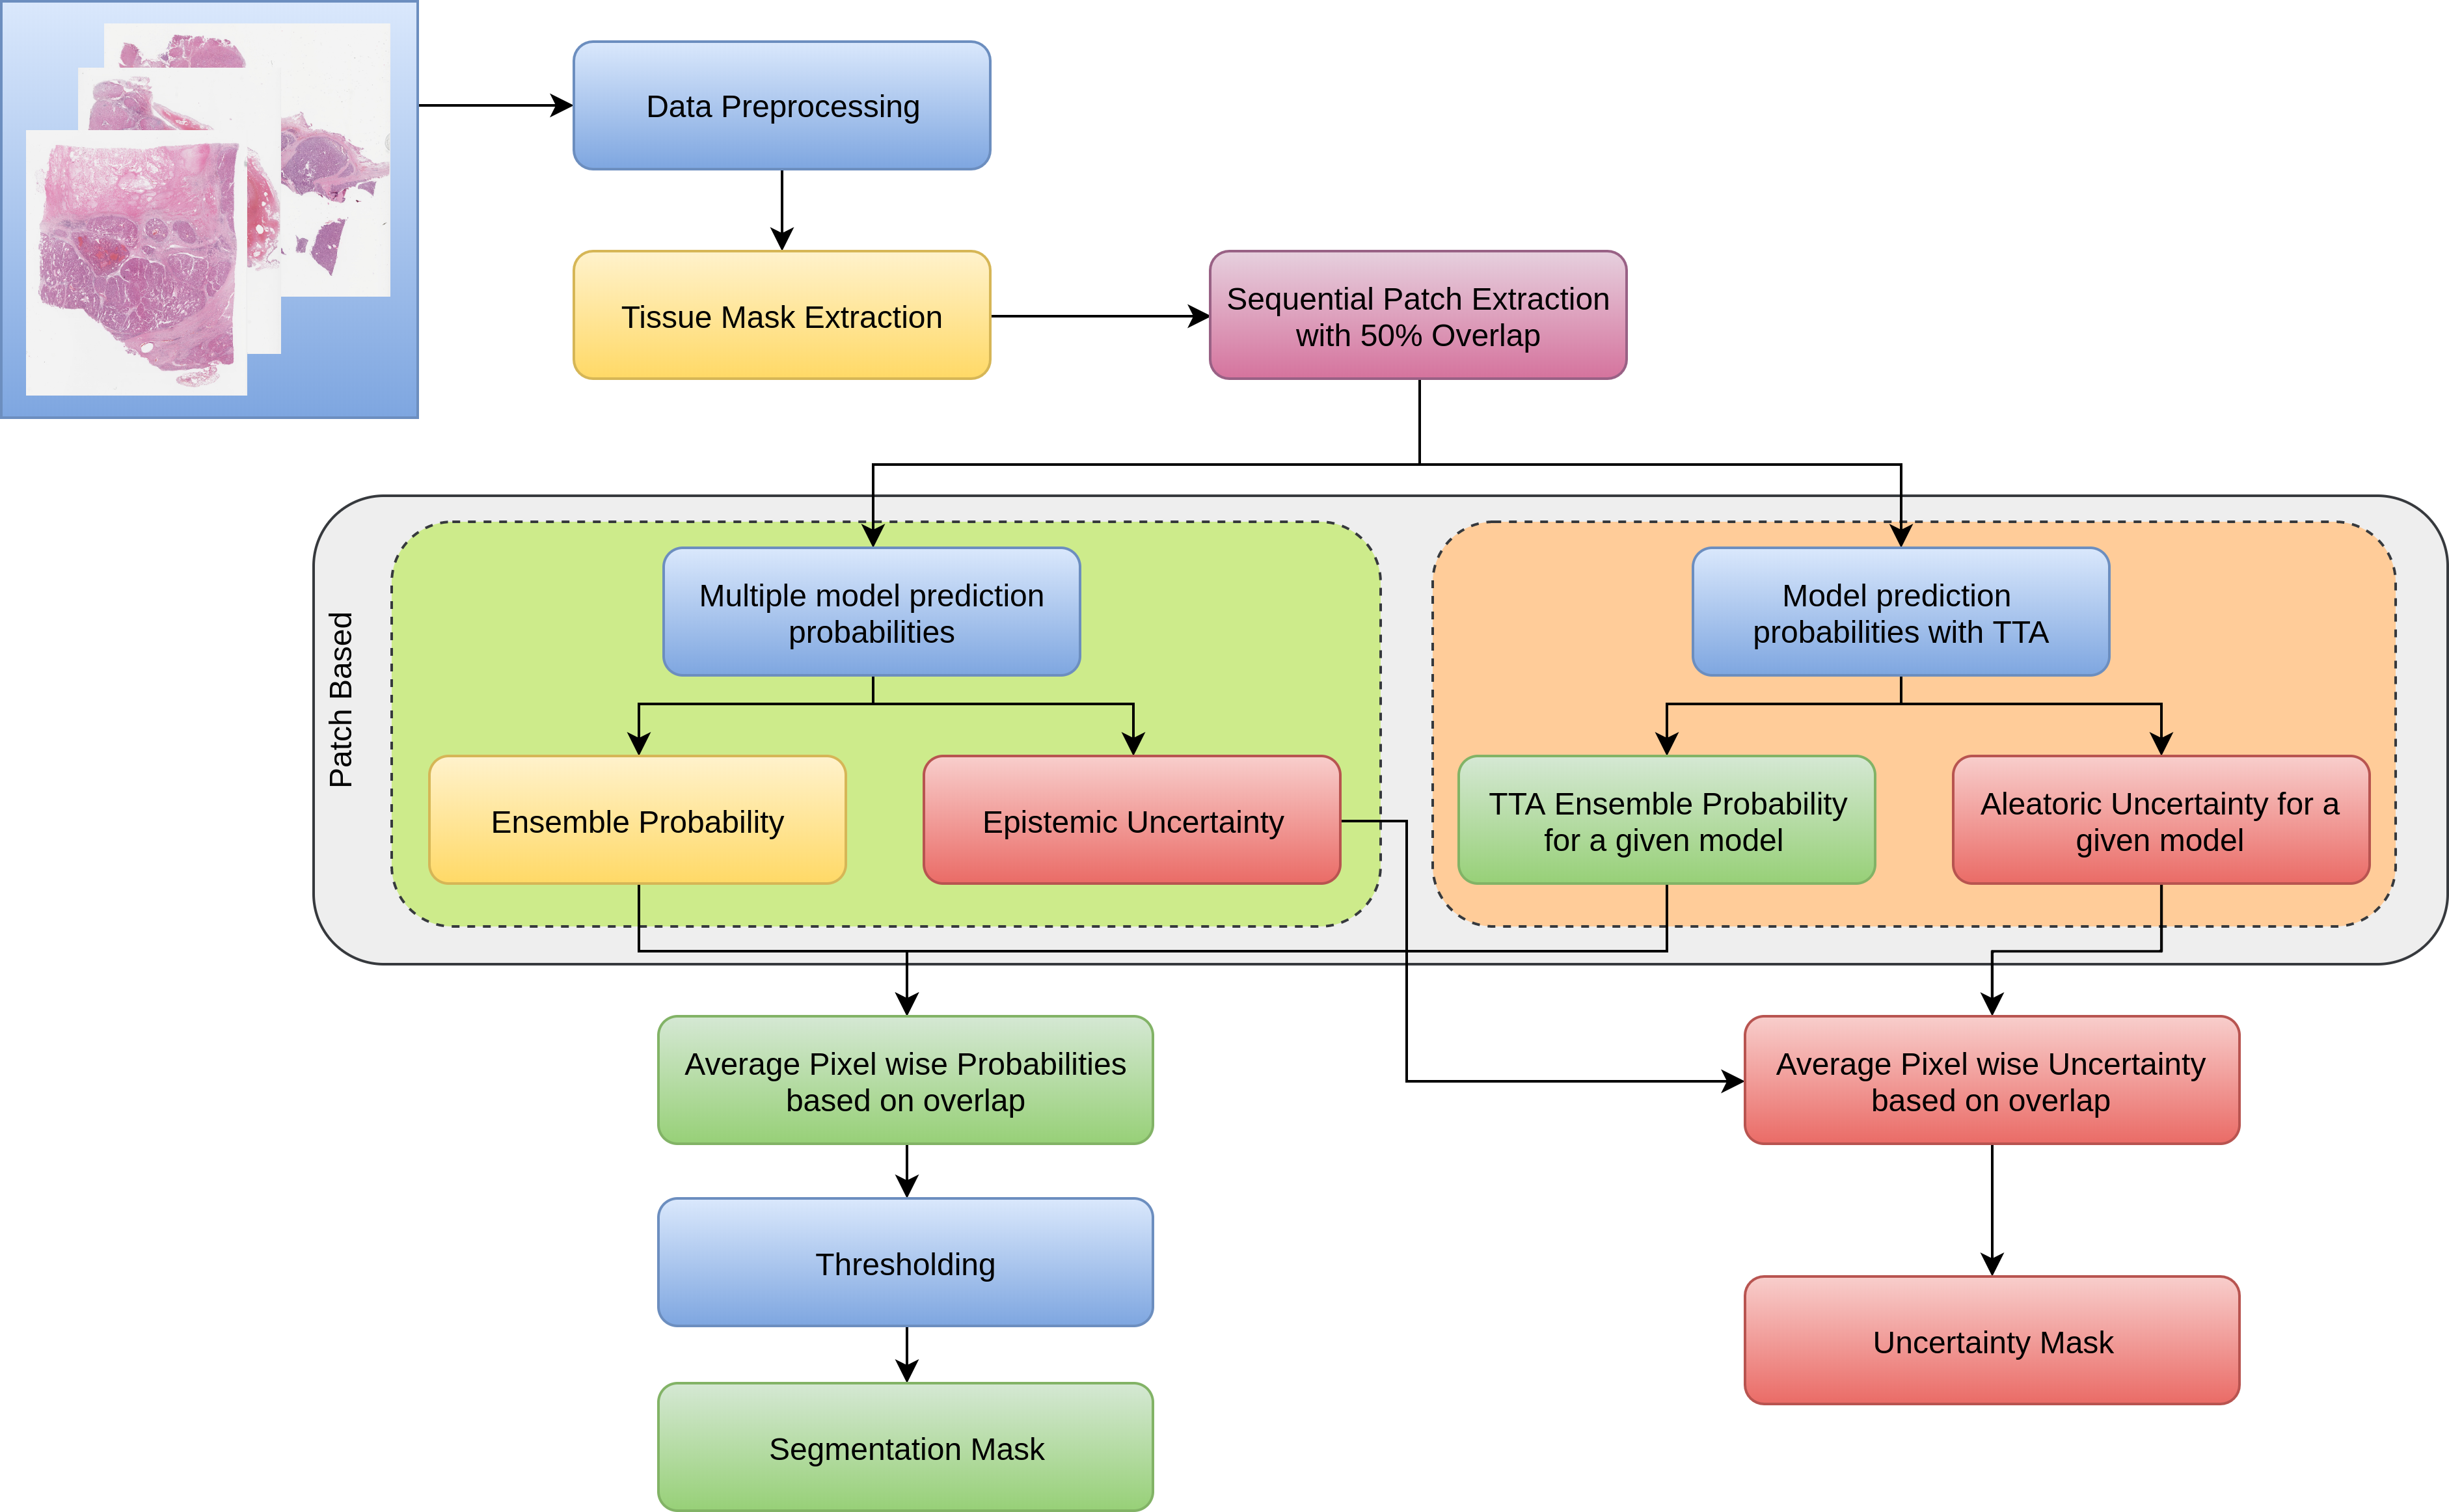 Data Preprocessing
Tissue Mask Extraction
Sequential Patch Extraction
with 50% Overlap
Patch Based
Multiple model prediction
probabilities
Model prediction
probabilities with TTA
Ensemble Probability
Epistemic Uncertainty
TTA Ensemble Probability
for a given model
Aleatoric Uncertainty for a
given model
Average Pixel wise Probabilities
based on overlap
Average Pixel wise Uncertainty
based on overlap
Thresholding
Uncertainty Mask
Segmentation Mask